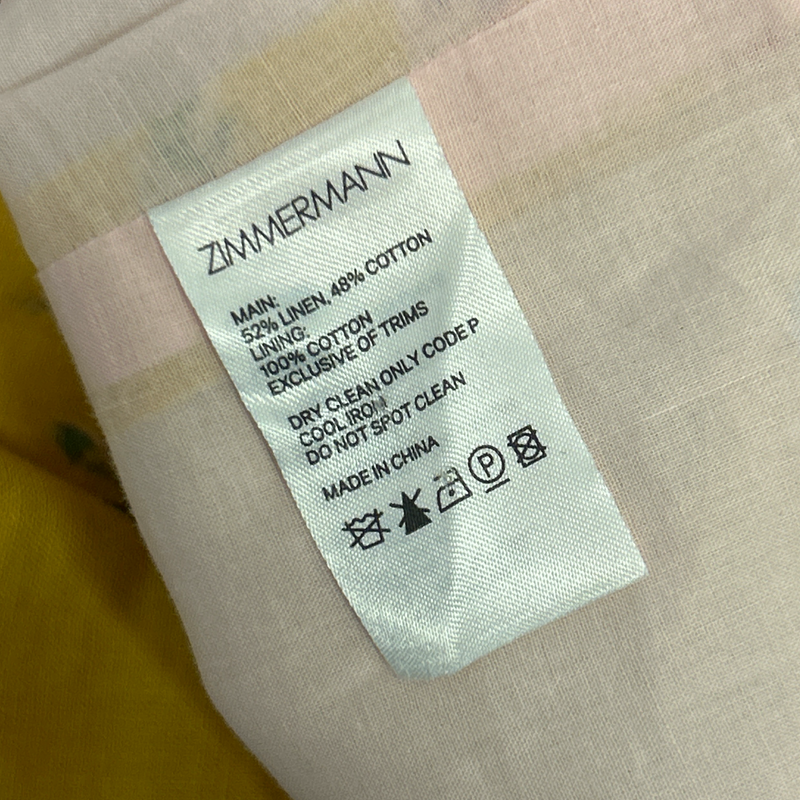 ZIMMERMANN
MAIN:
52% LINEN, 48% COTTON
LINING:
100% COTTON
EXCLUSIVE OF TRIMS
DRY CLEAN ONLY CODE P
COOL IRON
DO NOT SPOT CLEAN
MADE IN CHINA
P